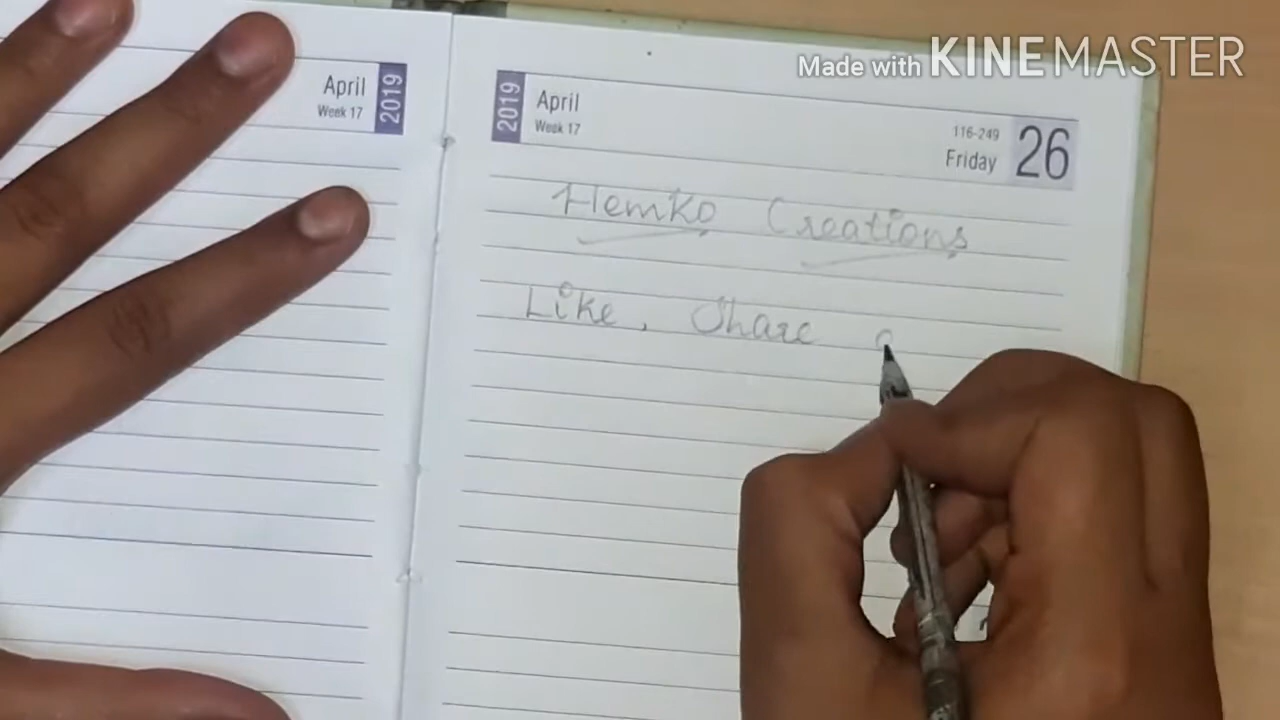 Made with KINEMASTER
April
Week 17
2019
2019
April
Week 17
116-249
Friday
26
Hemko Creations
Like, Share